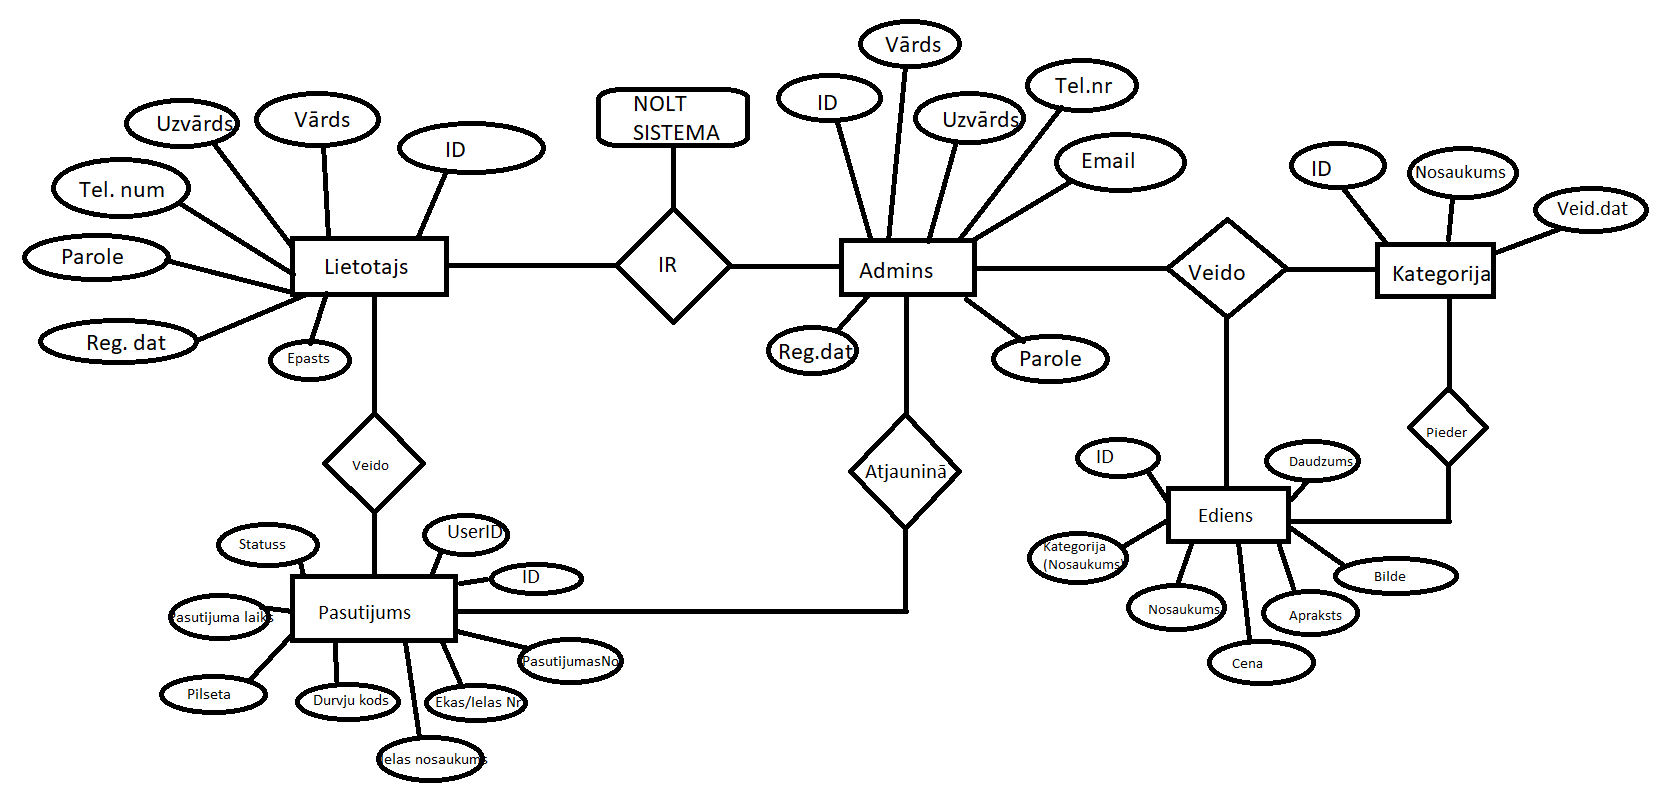 Vārds
Tel.nr
ID
NOLT
SISTEMA
Uzvārds
Vārds
Uzvārds
ID
Email
ID
Nosaukums
Tel. num
Veid.dat
Parole
Lietotajs
IR
Admins
Veido
Kategorija
Reg. dat
Epasts
Reg.dat
Parole
Pieder
Veido
Atjauninā
ID
Daudzums
Ediens
Statuss
UserID
Kategorija
(Nosaukums)
ID
Bilde
Pasutijuma laiks
Pasutijums
Nosaukums
Apraksts
PasutijumasNo
Cena
Pilseta
Durvju kods
Ekas/Ielas Nr
Ielas nosaukums